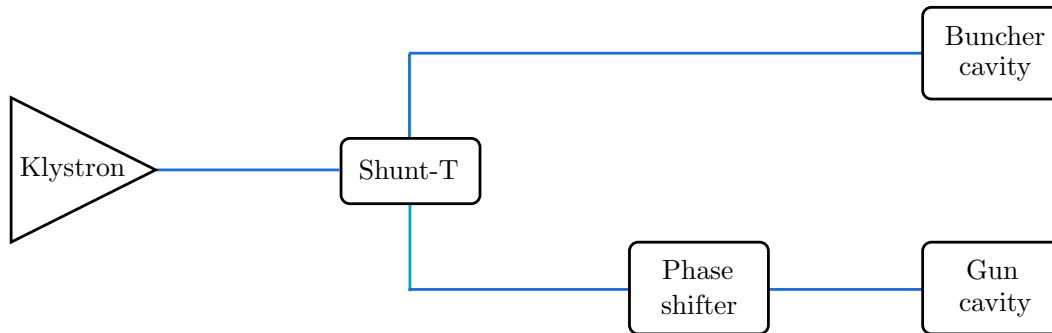 Buncher
cavity
Klystron
Shunt-T
Phase
shifter
Gun
cavity